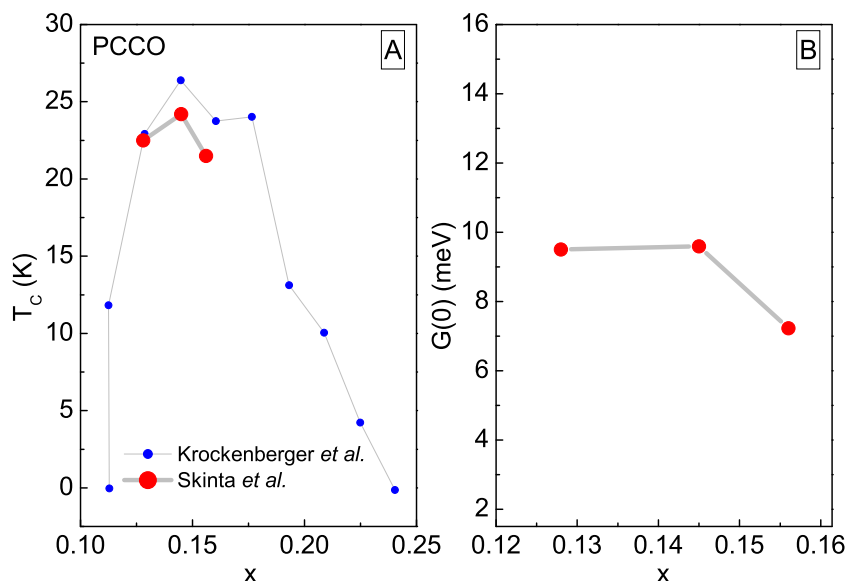 PCCO
A
30
25
20
15
10
5
0
T_C (K)
Krockenberger et al.
Skinta et al.
0.10 0.15 0.20 0.25
x
B
16
14
12
10
8
6
4
2
G(0) (meV)
0.12 0.13 0.14 0.15 0.16
x